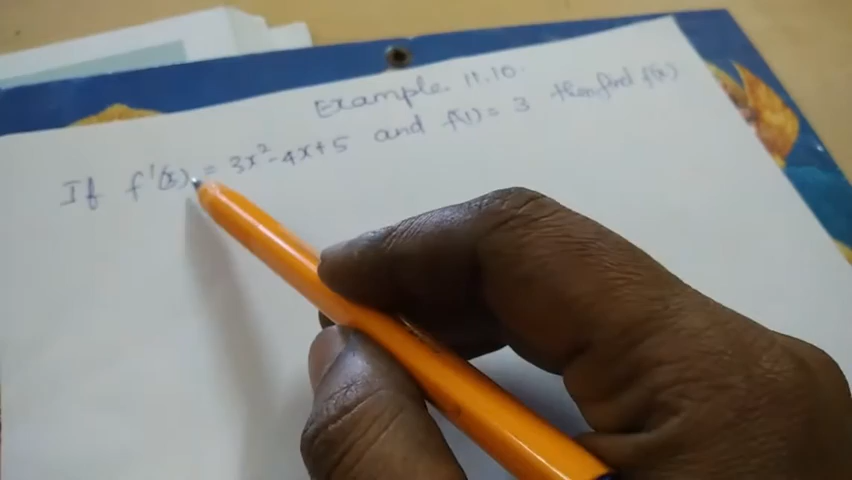 Example 11.10.
If f'(x) = 3x² - 4x + 5 and f(1) = 3 then find f(x)